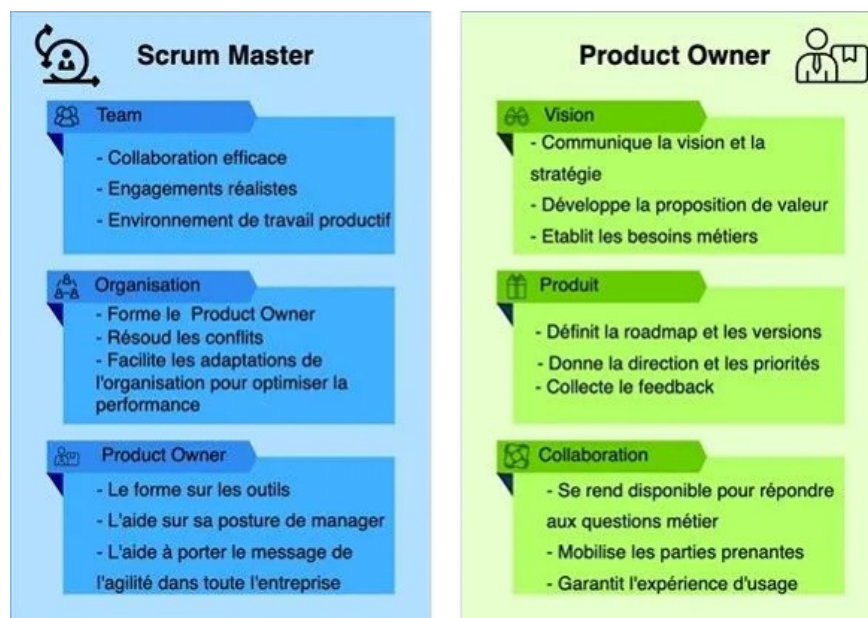 Scrum Master
Team
- Collaboration efficace
- Engagements réalistes
- Environnement de travail productif
Organisation
- Forme le Product Owner
- Résoud les conflits
- Facilite les adaptations de
l'organisation pour optimiser la
performance
Product Owner
- Le forme sur les outils
- L'aide sur sa posture de manager
- L'aide à porter le message de
l'agilité dans toute l'entreprise
Product Owner
Vision
- Communique la vision et la
stratégie
- Développe la proposition de valeur
- Etablit les besoins métiers
Produit
- Définit la roadmap et les versions
- Donne la direction et les priorités
- Collecte le feedback
Collaboration
- Se rend disponible pour répondre
aux questions métier
- Mobilise les parties prenantes
- Garantit l'expérience d'usage